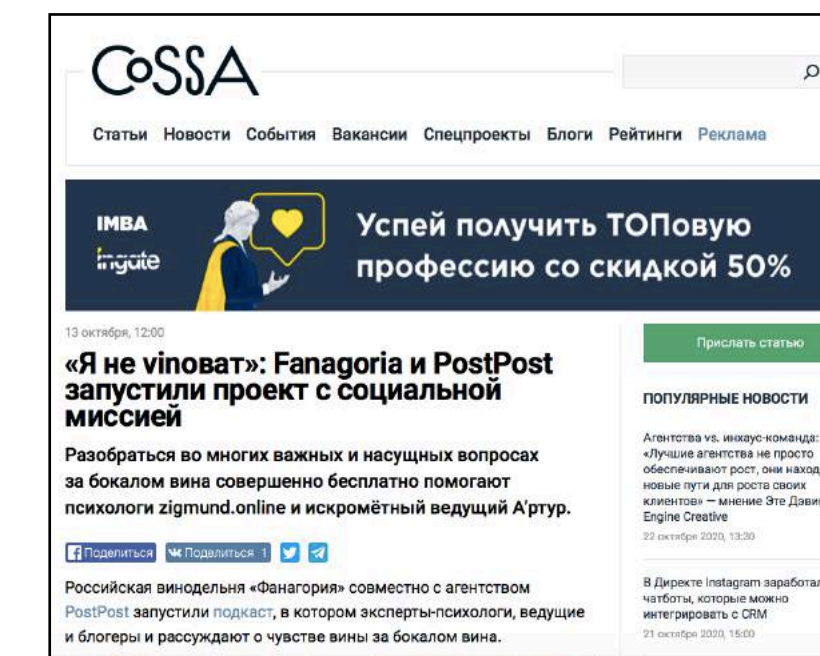 CoSSA
Статьи Новости События Вакансии Спецпроекты Блоги Рейтинги Реклама
IMBA
ingate
Успей получить ТОПовую
профессию со скидкой 50%
13 октября, 12:00
«Я не vinоват»: Fanagoria и PostPost
запустили проект с социальной
миссией
Разобраться во многих важных и насущных вопросах
за бокалом вина совершенно бесплатно помогают
психологи zigmund.online и искромётный ведущий А'ртур.
Поделиться Поделиться 1
Российская винодельня «Фанагория» совместно с агентством
PostPost запустили подкаст, в котором эксперты-психологи, ведущие
и блогеры и рассуждают о чувстве вины за бокалом вина.
Прислать статью
ПОПУЛЯРНЫЕ НОВОСТИ
Агентства vs. инхаус-команда:
«Лучшие агентства не просто
обеспечивают рост, они наход
новые пути для роста своих
клиентов» — мнение Эте Дэви
Engine Creative
22 октября 2020, 13:30
В Директе Instagram заработал
чатботы, которые можно
интегрировать с CRM
21 октября 2020, 15:00